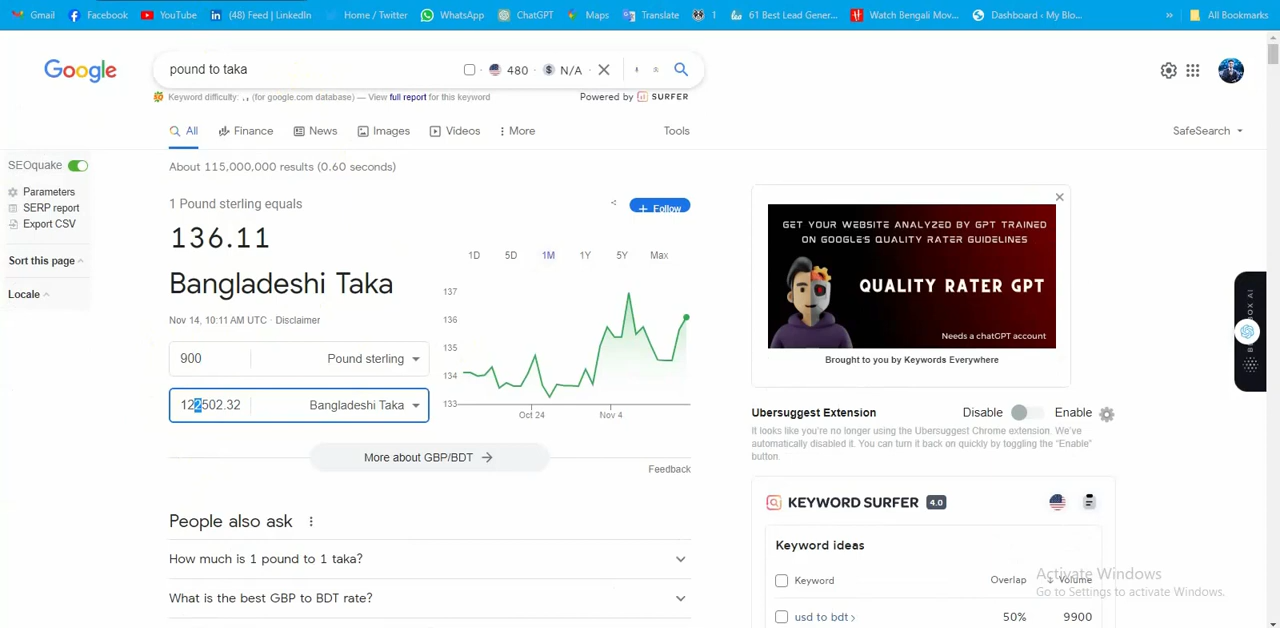 Gmail Facebook YouTube (48) Feed | LinkedIn Home / Twitter WhatsApp ChatGPT Maps Translate 1 61 Best Lead Gener... Watch Bengali Mov... Dashboard ‹ My Blo... » All Bookmarks
Google
pound to taka 480 · N/A ·
Keyword difficulty: , , (for google.com database) — View full report for this keyword
Powered by SURFER
All Finance News Images Videos More Tools SafeSearch
SEOquake
Parameters
SERP report
Export CSV
Sort this page
Locale
About 115,000,000 results (0.60 seconds)
1 Pound sterling equals
+ Follow
136.11
Bangladeshi Taka
Nov 14, 10:11 AM UTC · Disclaimer
900 Pound sterling
122502.32 Bangladeshi Taka
1D 5D 1M 1Y 5Y Max
137
136
135
134
133
Oct 24 Nov 4
More about GBP/BDT →
Feedback
People also ask
How much is 1 pound to 1 taka?
What is the best GBP to BDT rate?
GET YOUR WEBSITE ANALYZED BY GPT TRAINED
ON GOOGLE'S QUALITY RATER GUIDELINES
QUALITY RATER GPT
Needs a chatGPT account
Brought to you by Keywords Everywhere
Ubersuggest Extension Disable Enable
It looks like you're no longer using the Ubersuggest Chrome extension. We've
automatically disabled it. You can turn it back on quickly by toggling the "Enable"
button.
KEYWORD SURFER 4.0
Keyword ideas
Keyword Overlap ↓ Volume
usd to bdt › 50% 9900
Activate Windows
Go to Settings to activate Windows.